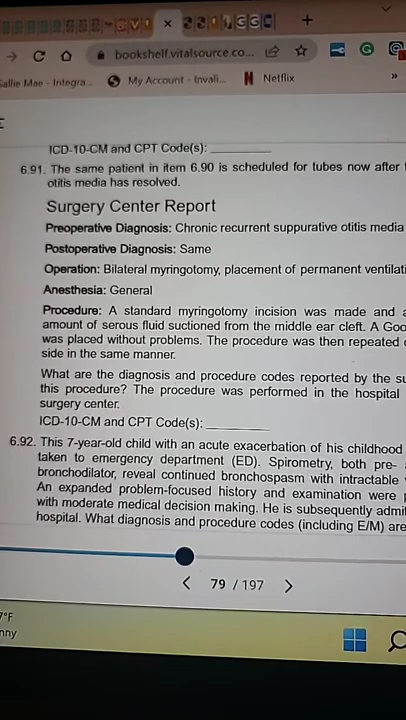 bookshelf.vitalsource.co...
Sallie Mae - Integra...
My Account - Invali...
Netflix
ICD-10-CM and CPT Code(s):
6.91. The same patient in item 6.90 is scheduled for tubes now after
otitis media has resolved.
Surgery Center Report
Preoperative Diagnosis: Chronic recurrent suppurative otitis media
Postoperative Diagnosis: Same
Operation: Bilateral myringotomy, placement of permanent ventilati
Anesthesia: General
Procedure: A standard myringotomy incision was made and a
amount of serous fluid suctioned from the middle ear cleft. A Goo
was placed without problems. The procedure was then repeated
side in the same manner.
What are the diagnosis and procedure codes reported by the su
this procedure? The procedure was performed in the hospital
surgery center.
ICD-10-CM and CPT Code(s):
6.92. This 7-year-old child with an acute exacerbation of his childhood
taken to emergency department (ED). Spirometry, both pre-
bronchodilator, reveal continued bronchospasm with intractable
An expanded problem-focused history and examination were
with moderate medical decision making. He is subsequently admi
hospital. What diagnosis and procedure codes (including E/M) are
79 / 197
7°F
nny